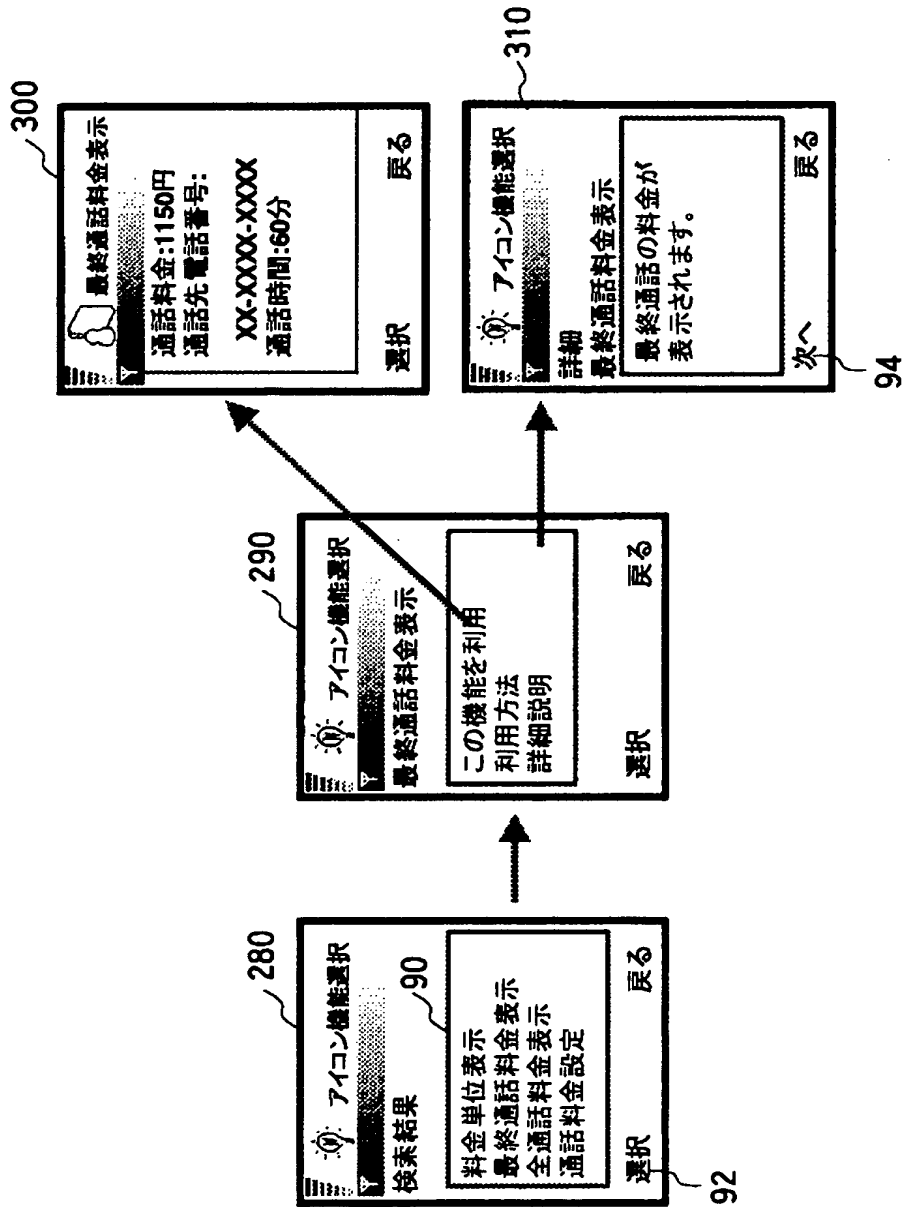 280
アイコン機能選択
検索結果
90
料金単位表示
最終通話料金表示
全通話料金表示
通話料金設定
選択
戻る
92
290
アイコン機能選択
最終通話料金表示
この機能を利用
利用方法
詳細説明
選択
戻る
300
最終通話料金表示
通話料金:1150円
通話先電話番号:
XX-XXXX-XXXX
通話時間:60分
選択
戻る
310
アイコン機能選択
詳細
最終通話料金表示
最終通話の料金が
表示されます。
次へ
戻る
94